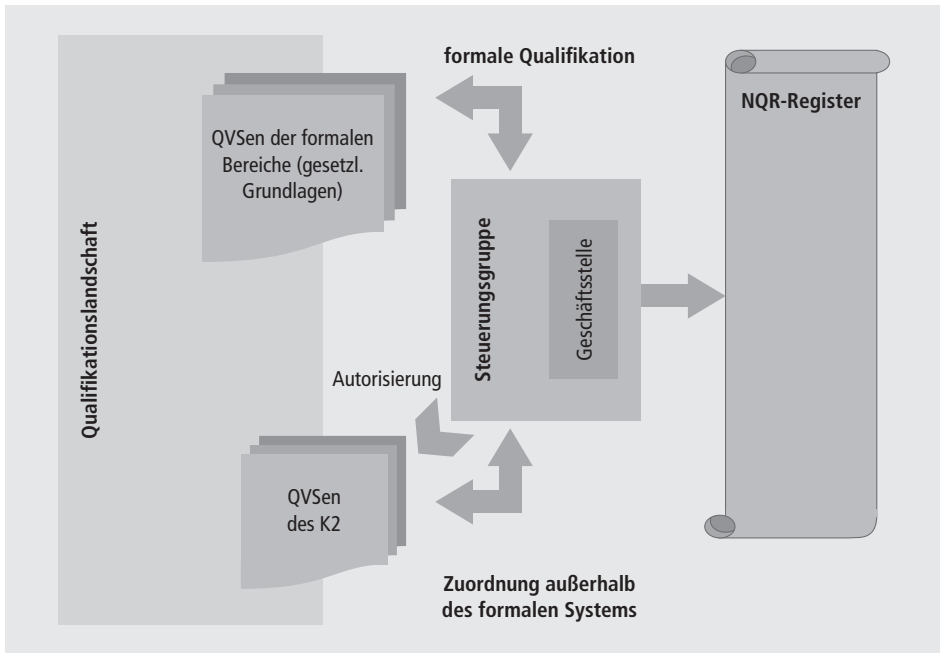 formale Qualifikation
NQR-Register
QVSen der formalen
Bereiche (gesetzl.
Grundlagen)
Qualifikationslandschaft
Steuerungsgruppe
Geschäftsstelle
Autorisierung
QVSen
des K2
Zuordnung außerhalb
des formalen Systems